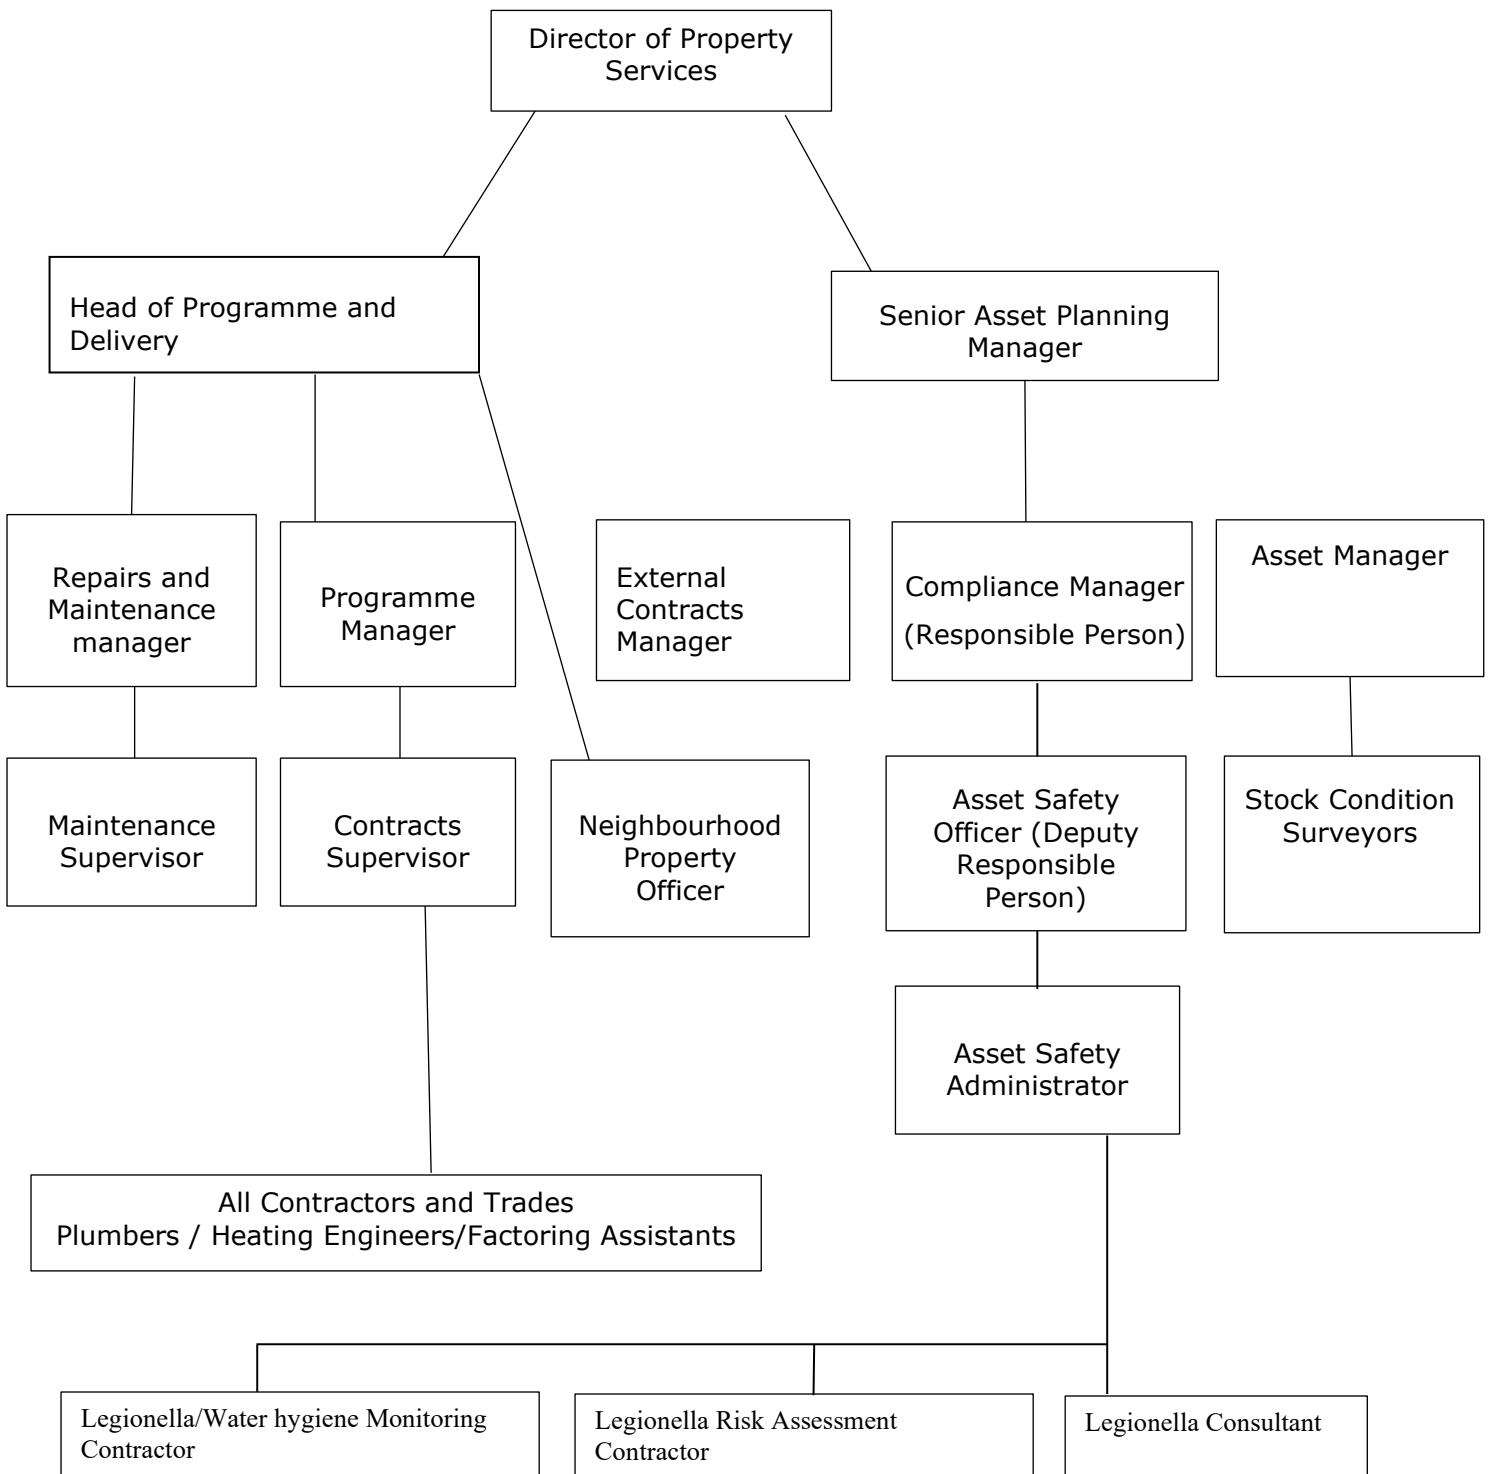 Director of Property
Services
Head of Programme and
Delivery
Senior Asset Planning
Manager
Repairs and
Maintenance
manager
Programme
Manager
External
Contracts
Manager
Compliance Manager
(Responsible Person)
Asset Manager
Maintenance
Supervisor
Contracts
Supervisor
Neighbourhood
Property
Officer
Asset Safety
Officer (Deputy
Responsible
Person)
Stock Condition
Surveyors
Asset Safety
Administrator
All Contractors and Trades
Plumbers / Heating Engineers/Factoring Assistants
Legionella/Water hygiene Monitoring
Contractor
Legionella Risk Assessment
Contractor
Legionella Consultant